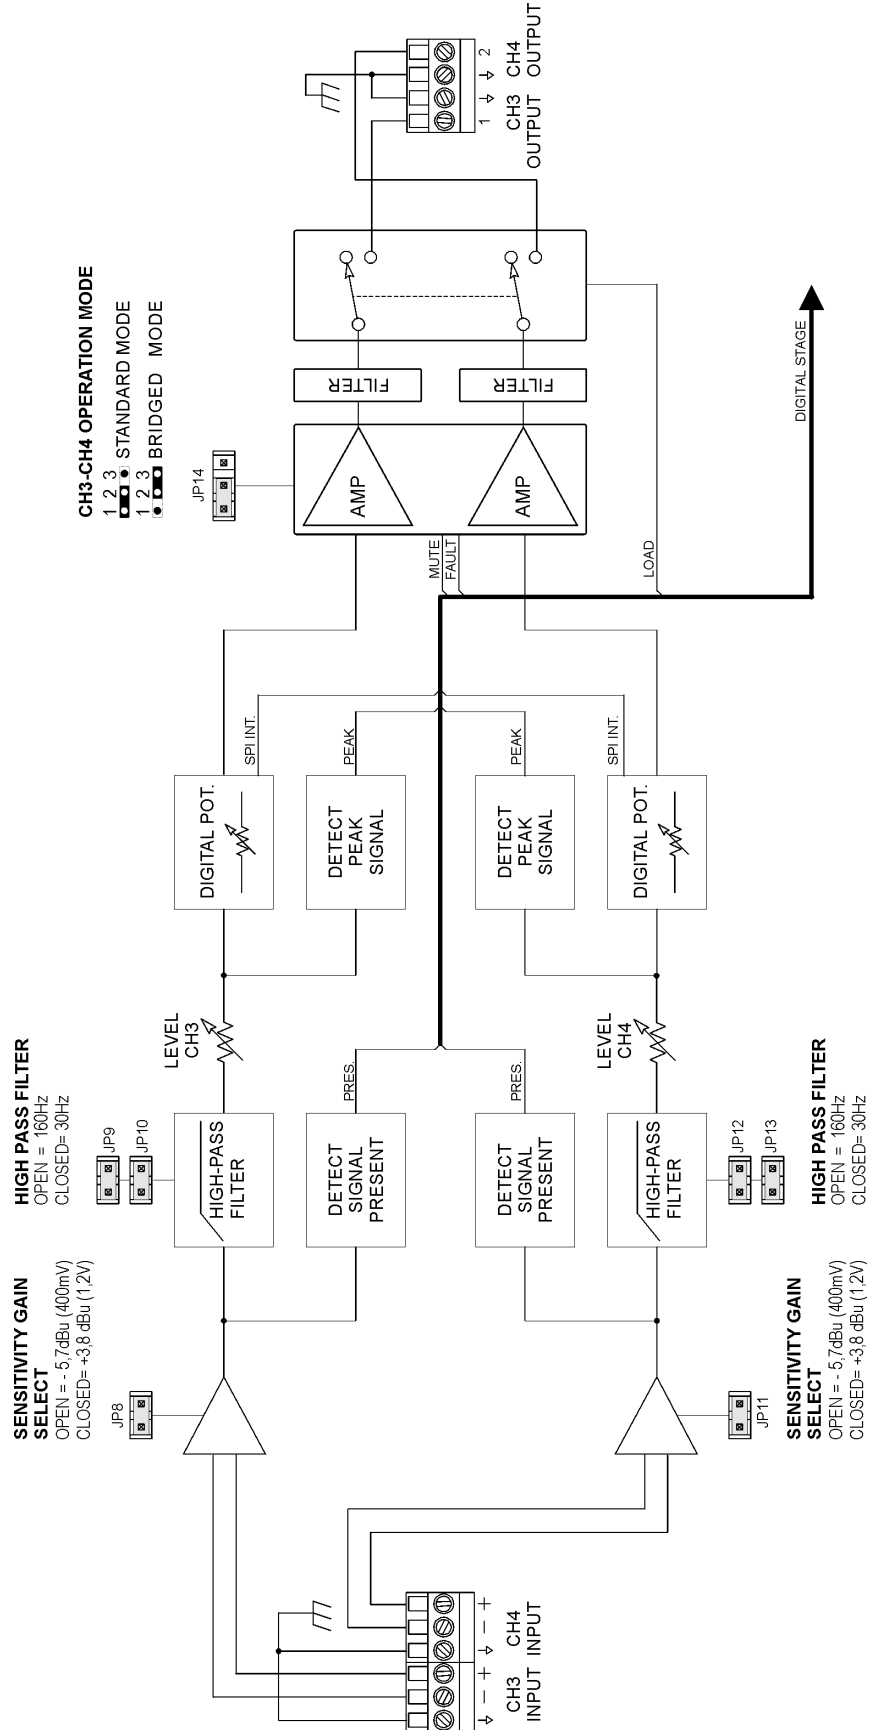 CH3-CH4 OPERATION MODE
1 2 3
STANDARD MODE
1 2 3
BRIDGED MODE
JP14
HIGH PASS FILTER
OPEN = 160Hz
CLOSED= 30Hz
JP9
JP10
SENSITIVITY GAIN
SELECT
OPEN = - 5,7dBu (400mV)
CLOSED= +3,8 dBu (1,2V)
JP8
HIGH-PASS
FILTER
LEVEL
CH3
DIGITAL POT.
SPI INT.
DETECT
SIGNAL
PRESENT
PRES.
DETECT
PEAK
SIGNAL
PEAK
AMP
FILTER
MUTE
FAULT
AMP
FILTER
1
2
CH3
OUTPUT
CH4
OUTPUT
- +
- +
CH3
INPUT
CH4
INPUT
DETECT
SIGNAL
PRESENT
PRES.
DETECT
PEAK
SIGNAL
PEAK
HIGH-PASS
FILTER
LEVEL
CH4
DIGITAL POT.
SPI INT.
LOAD
DIGITAL STAGE
JP11
SENSITIVITY GAIN
SELECT
OPEN = - 5,7dBu (400mV)
CLOSED= +3,8 dBu (1,2V)
JP12
JP13
HIGH PASS FILTER
OPEN = 160Hz
CLOSED= 30Hz